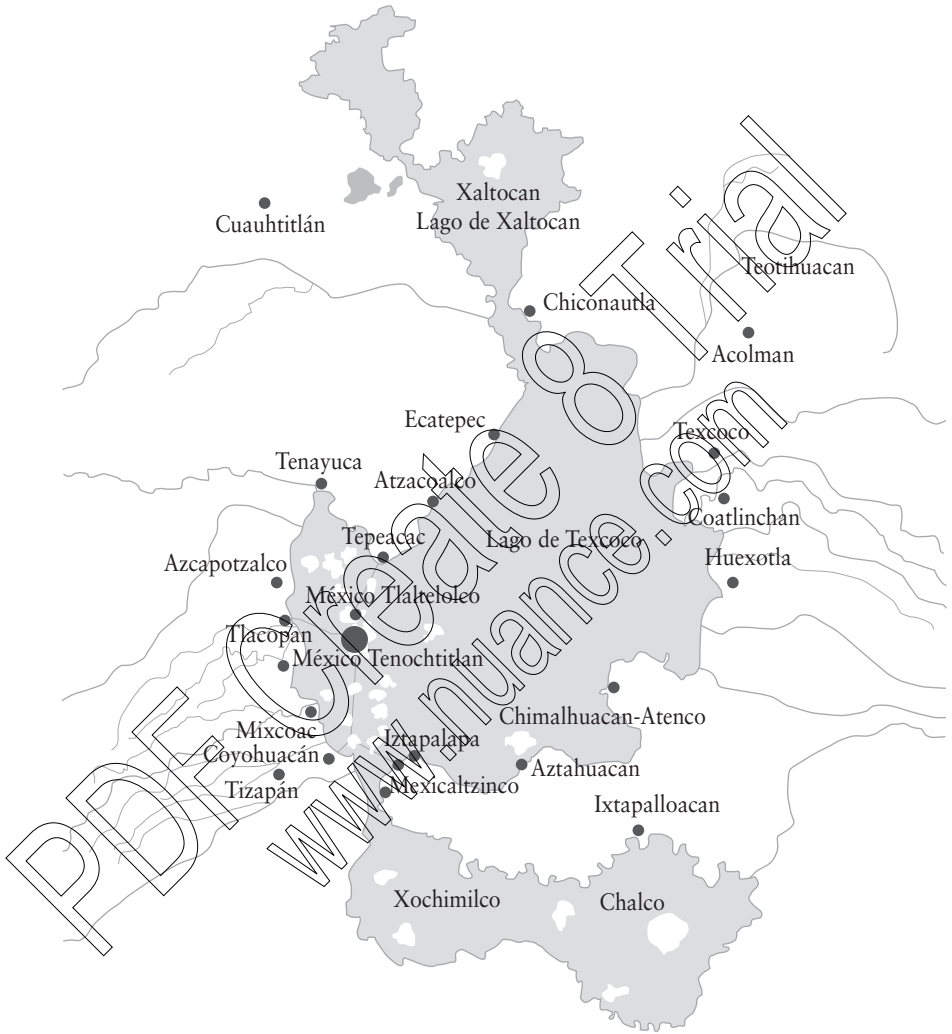 Xaltocan
Lago de Xaltocan
Cuauhtitlán
Teotihuacan
Chiconautla
Acolman
Ecatepec
Texcoco
Tenayuca
Atzacoalco
Coatlinchan
Tepeacac
Lago de Texcoco
Azcapotzalco
Huexotla
México Tlaltelolco
Tlacopan
México Tenochtitlan
Chimalhuacan-Atenco
Mixcoac
Iztapalapa
Coyohuacán
Aztahuacan
Tizapán
Mexicaltzinco
Ixtapalloacan
Xochimilco
Chalco
PDF Create 8 Trial
www.nuance.com